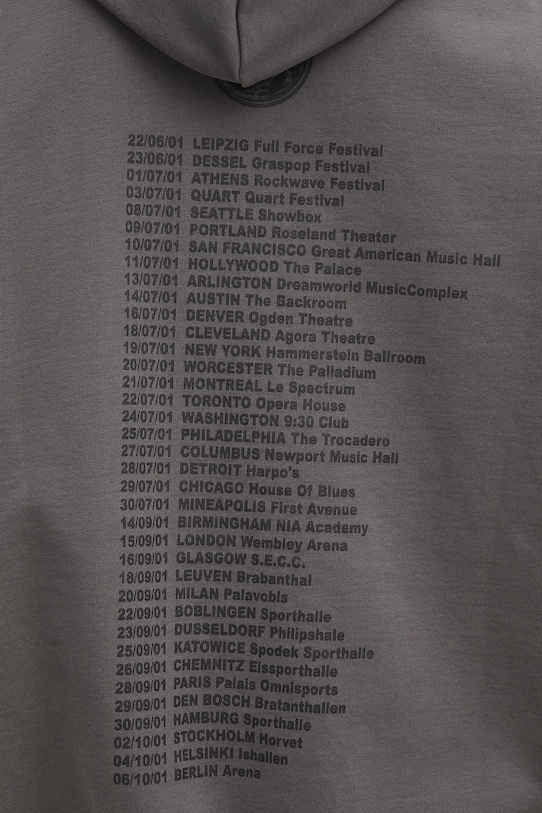 22/06/01 LEIPZIG Full Force Festival
23/06/01 DESSEL Graspop Festival
01/07/01 ATHENS Rockwave Festival
03/07/01 QUART Quart Festival
08/07/01 SEATTLE Showbox
09/07/01 PORTLAND Roseland Theater
10/07/01 SAN FRANCISCO Great American Music Hall
11/07/01 HOLLYWOOD The Palace
13/07/01 ARLINGTON Dreamworld MusicComplex
14/07/01 AUSTIN The Backroom
16/07/01 DENVER Ogden Theatre
18/07/01 CLEVELAND Agora Theatre
19/07/01 NEW YORK Hammerstein Ballroom
20/07/01 WORCESTER The Palladium
21/07/01 MONTREAL Le Spectrum
22/07/01 TORONTO Opera House
24/07/01 WASHINGTON 9:30 Club
25/07/01 PHILADELPHIA The Trocadero
27/07/01 COLUMBUS Newport Music Hall
28/07/01 DETROIT Harpo's
29/07/01 CHICAGO House Of Blues
30/07/01 MINEAPOLIS First Avenue
14/09/01 BIRMINGHAM NIA Academy
15/09/01 LONDON Wembley Arena
16/09/01 GLASGOW S.E.C.C.
18/09/01 LEUVEN Brabanthal
20/09/01 MILAN Palavobis
22/09/01 BOBLINGEN Sporthalle
23/09/01 DUSSELDORF Philipshale
25/09/01 KATOWICE Spodek Sporthalle
26/09/01 CHEMNITZ Eissporthalle
28/09/01 PARIS Palais Omnisports
29/09/01 DEN BOSCH Bratanthallen
30/09/01 HAMBURG Sporthalle
02/10/01 STOCKHOLM Horvet
04/10/01 HELSINKI Ishallen
06/10/01 BERLIN Arena